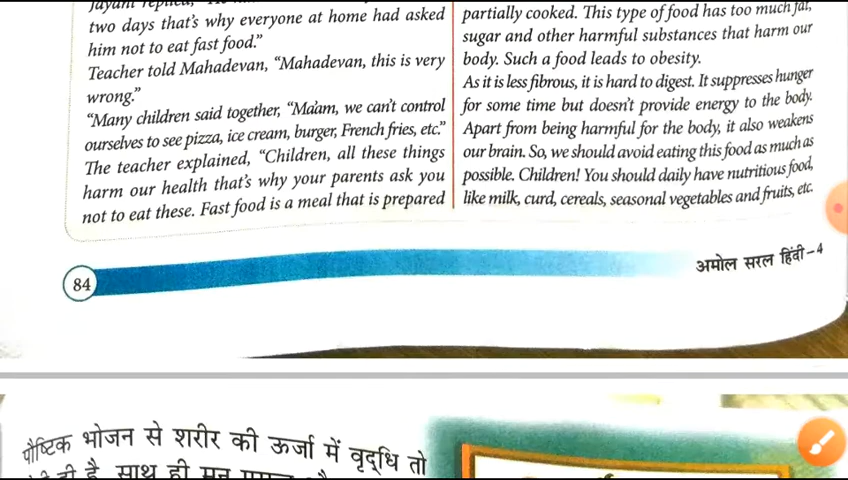 Jayant replied,
two days that's why everyone at home had asked
him not to eat fast food."
Teacher told Mahadevan, "Mahadevan, this is very
wrong."
"Many children said together, "Ma'am, we can't control
ourselves to see pizza, ice cream, burger, French fries, etc."
The teacher explained, "Children, all these things
harm our health that's why your parents ask you
not to eat these. Fast food is a meal that is prepared
partially cooked. This type of food has too much fat,
sugar and other harmful substances that harm our
body. Such a food leads to obesity.
As it is less fibrous, it is hard to digest. It suppresses hunger
for some time but doesn't provide energy to the body.
Apart from being harmful for the body, it also weakens
our brain. So, we should avoid eating this food as much as
possible. Children! You should daily have nutritious food,
like milk, curd, cereals, seasonal vegetables and fruits, etc.
84
अमोल सरल हिंदी-4
पौष्टिक भोजन से शरीर की ऊर्जा में वृद्धि तो
ही है, साथ ही मन